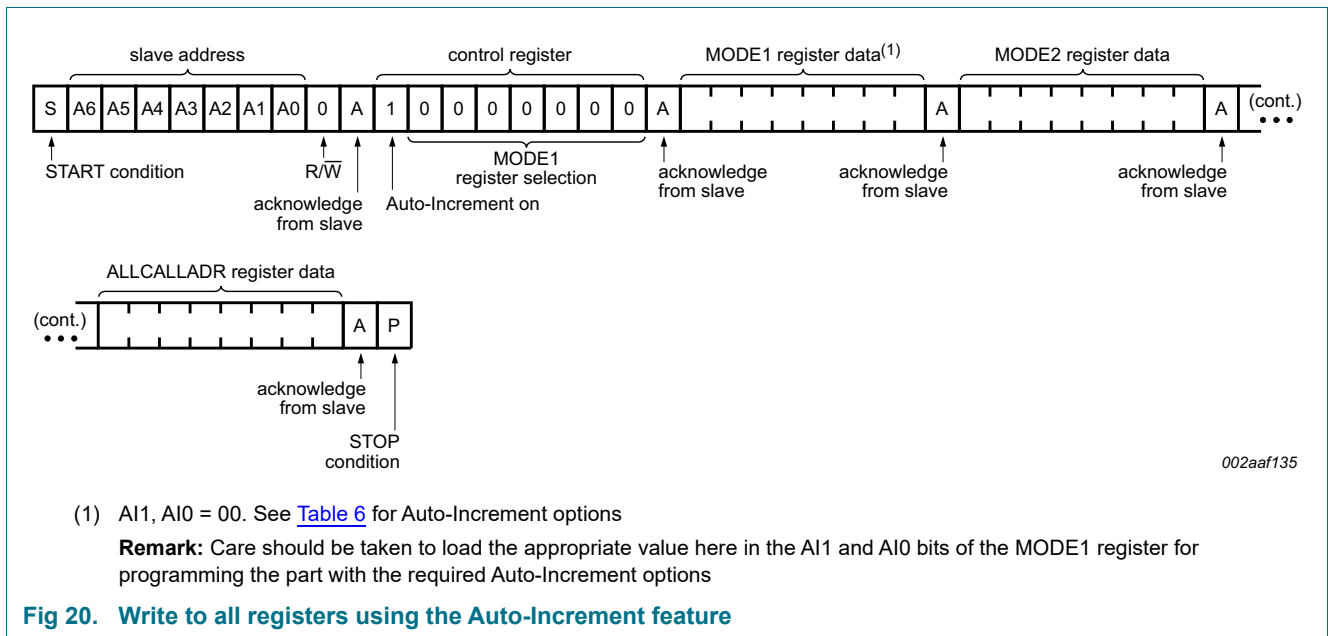 slave address control register MODE1 register data(1) MODE2 register data
S A6 A5 A4 A3 A2 A1 A0 0 A 1 0 0 0 0 0 0 0 A A A (cont.)
START condition R/W MODE1 register selection acknowledge from slave acknowledge from slave acknowledge from slave
acknowledge from slave Auto-Increment on
ALLCALLADR register data
(cont.) A P
acknowledge
from slave
STOP
condition
002aaf135
(1) AI1, AI0 = 00. See Table 6 for Auto-Increment options
Remark: Care should be taken to load the appropriate value here in the AI1 and AI0 bits of the MODE1 register for
programming the part with the required Auto-Increment options
Fig 20. Write to all registers using the Auto-Increment feature